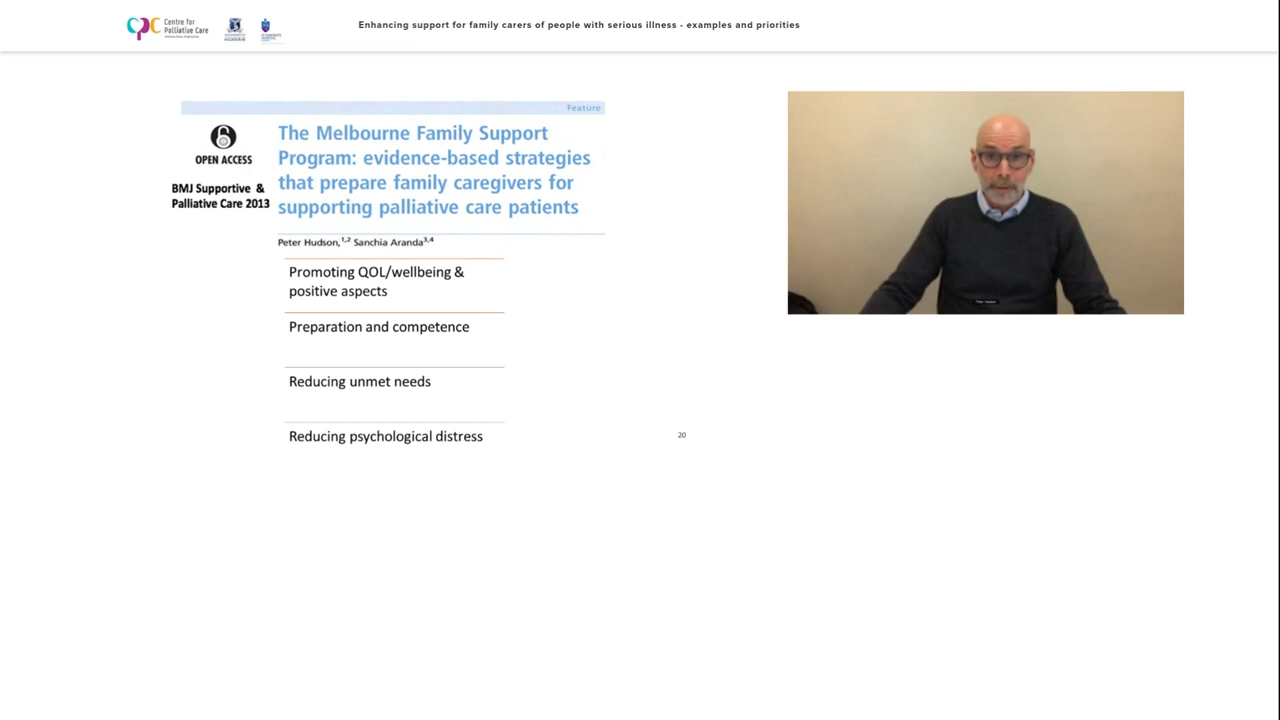 Centre for
Palliative Care
Enhancing support for family carers of people with serious illness - examples and priorities
Feature
OPEN ACCESS
BMJ Supportive &
Palliative Care 2013
The Melbourne Family Support
Program: evidence-based strategies
that prepare family caregivers for
supporting palliative care patients
Peter Hudson,1,2 Sanchia Aranda3,4
Promoting QOL/wellbeing &
positive aspects
Preparation and competence
Reducing unmet needs
Reducing psychological distress
20
Peter Hudson